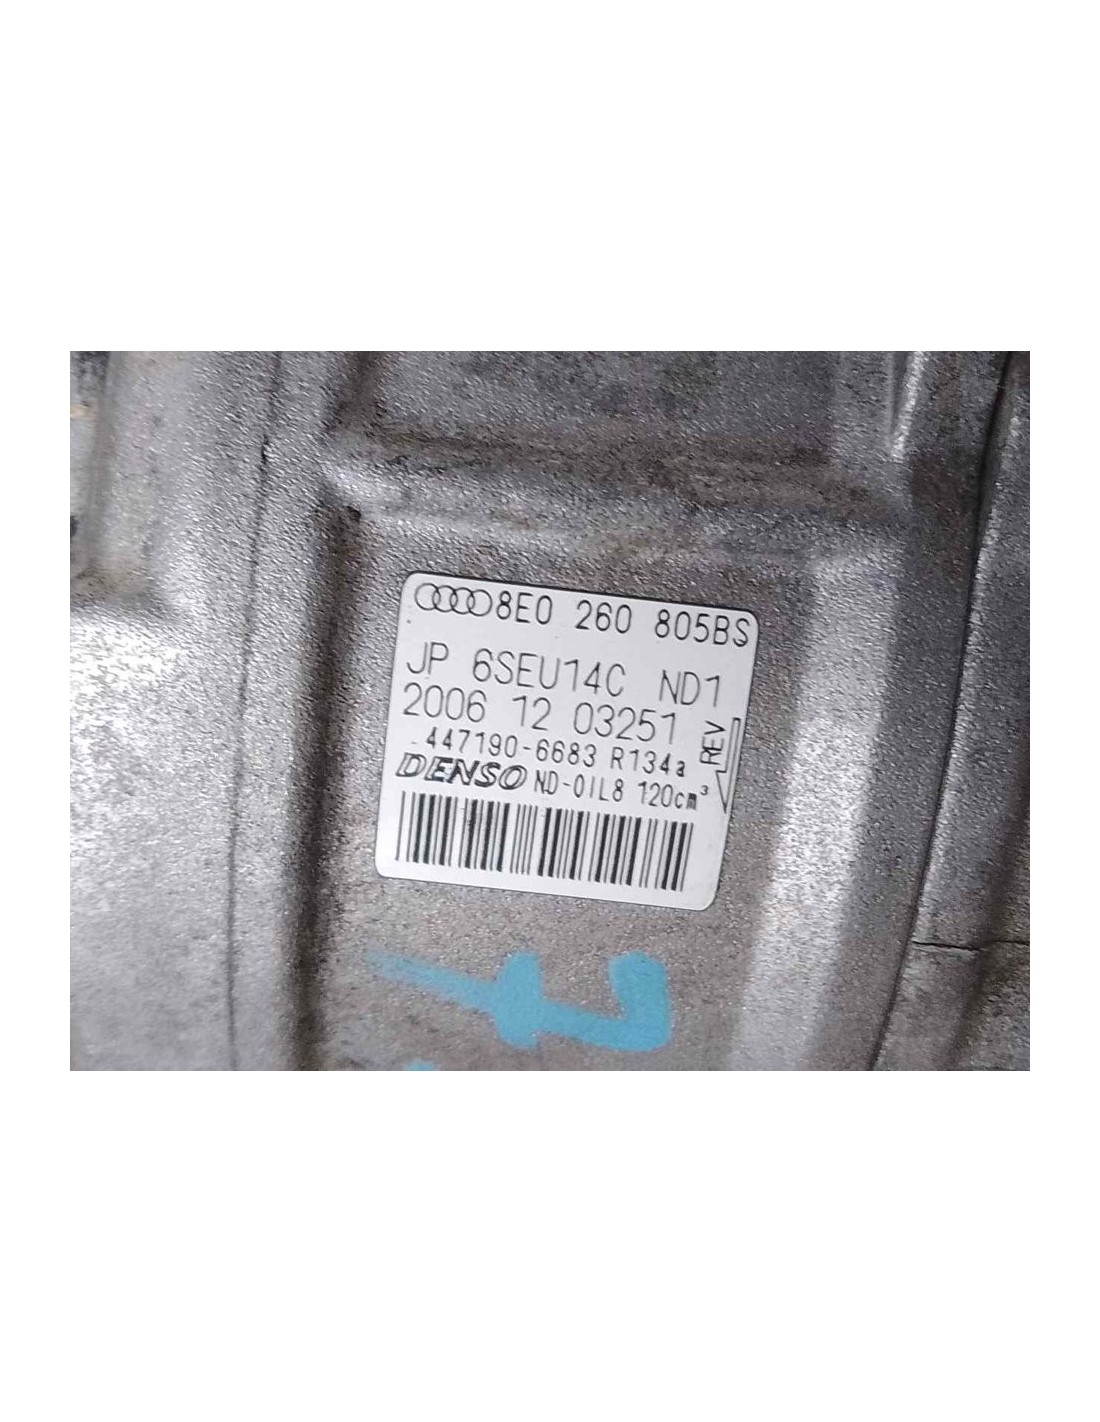 8E0 260 805BS
JP 6SEU14C ND1
2006 12 03251
447190-6683 R134a
REV
DENSO ND-OIL8 120cm³